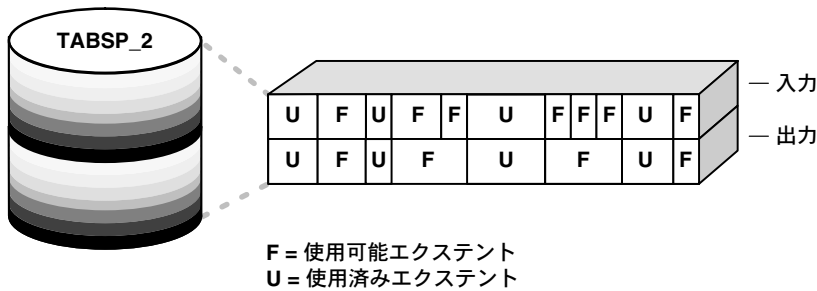 TABSP_2
入力
U F U F F U F F F U F
出力
U F U F U F U F
F = 使用可能エクステント
U = 使用済みエクステント